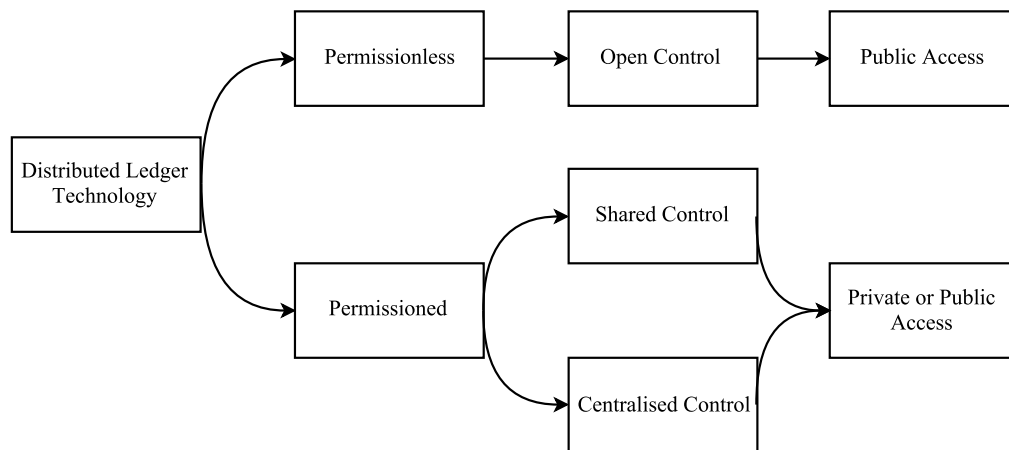 Permissionless
Open Control
Public Access
Distributed Ledger
Technology
Shared Control
Permissioned
Private or Public
Access
Centralised Control